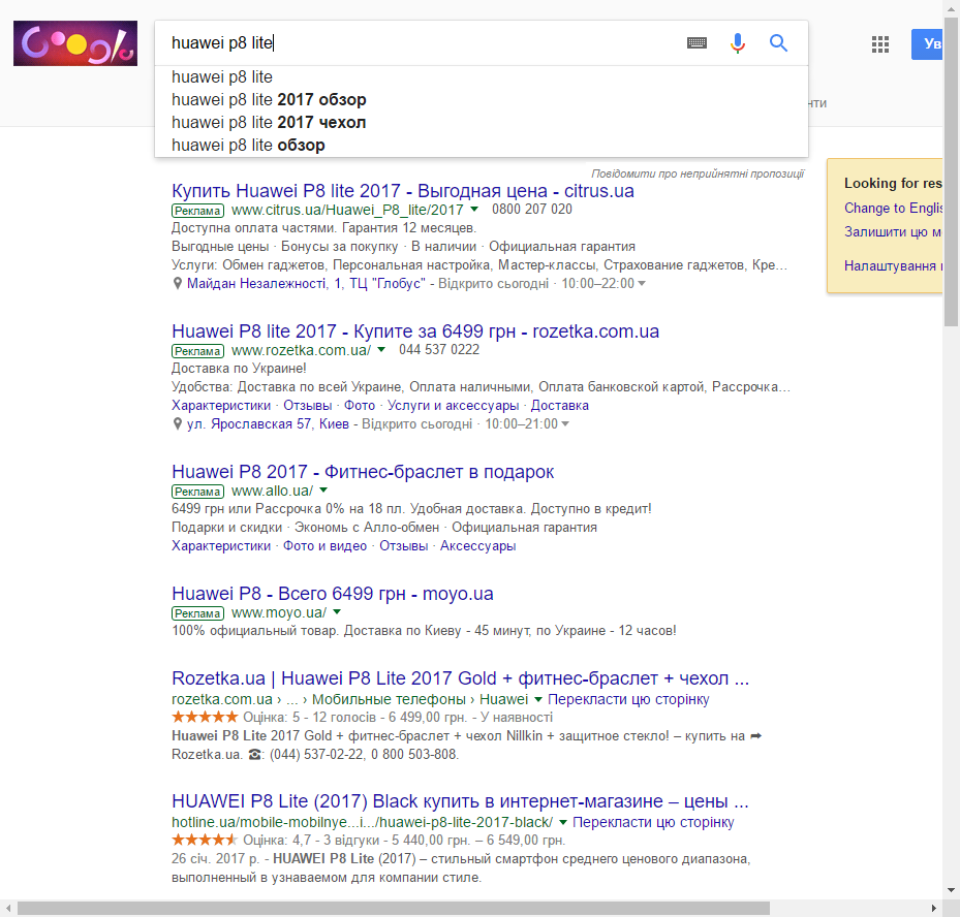 Google
huawei p8 lite
Ув
huawei p8 lite
huawei p8 lite 2017 обзор
huawei p8 lite 2017 чехол
huawei p8 lite обзор
нти
Повідомити про неприйнятні пропозиції
Looking for res
Change to Englis
Залишити цю м
Налаштування
Купить Huawei P8 lite 2017 - Выгодная цена - citrus.ua
Реклама www.citrus.ua/Huawei_P8_lite/2017 0800 207 020
Доступна оплата частями. Гарантия 12 месяцев.
Выгодные цены · Бонусы за покупку · В наличии · Официальная гарантия
Услуги: Обмен гаджетов, Персональная настройка, Мастер-классы, Страхование гаджетов, Кре…
Майдан Незалежності, 1, ТЦ "Глобус" - Відкрито сьогодні · 10:00–22:00
Huawei P8 lite 2017 - Купите за 6499 грн - rozetka.com.ua
Реклама www.rozetka.com.ua/ 044 537 0222
Доставка по Украине!
Удобства: Доставка по всей Украине, Оплата наличными, Оплата банковской картой, Рассрочка…
Характеристики · Отзывы · Фото · Услуги и аксессуары · Доставка
ул. Ярославская 57, Киев - Відкрито сьогодні · 10:00–21:00
Huawei P8 2017 - Фитнес-браслет в подарок
Реклама www.allo.ua/
6499 грн или Рассрочка 0% на 18 пл. Удобная доставка. Доступно в кредит!
Подарки и скидки · Экономь с Алло-обмен · Официальная гарантия
Характеристики · Фото и видео · Отзывы · Аксессуары
Huawei P8 - Всего 6499 грн - moyo.ua
Реклама www.moyo.ua/
100% официальный товар. Доставка по Киеву - 45 минут, по Украине - 12 часов!
Rozetka.ua | Huawei P8 Lite 2017 Gold + фитнес-браслет + чехол ...
rozetka.com.ua › ... › Мобильные телефоны › Huawei Перекласти цю сторінку
★★★★★ Оцінка: 5 - 12 голосів - 6 499,00 грн. - У наявності
Huawei P8 Lite 2017 Gold + фитнес-браслет + чехол Nillkin + защитное стекло! – купить на ➦
Rozetka.ua. ☎: (044) 537-02-22, 0 800 503-808.
HUAWEI P8 Lite (2017) Black купить в интернет-магазине – цены ...
hotline.ua/mobile-mobilnye...i.../huawei-p8-lite-2017-black/ Перекласти цю сторінку
Оцінка: 4,7 - 3 відгуки - 5 440,00 грн. – 6 549,00 грн.
26 січ. 2017 р. - HUAWEI P8 Lite (2017) – стильный смартфон среднего ценового диапазона,
выполненный в узнаваемом для компании стиле.